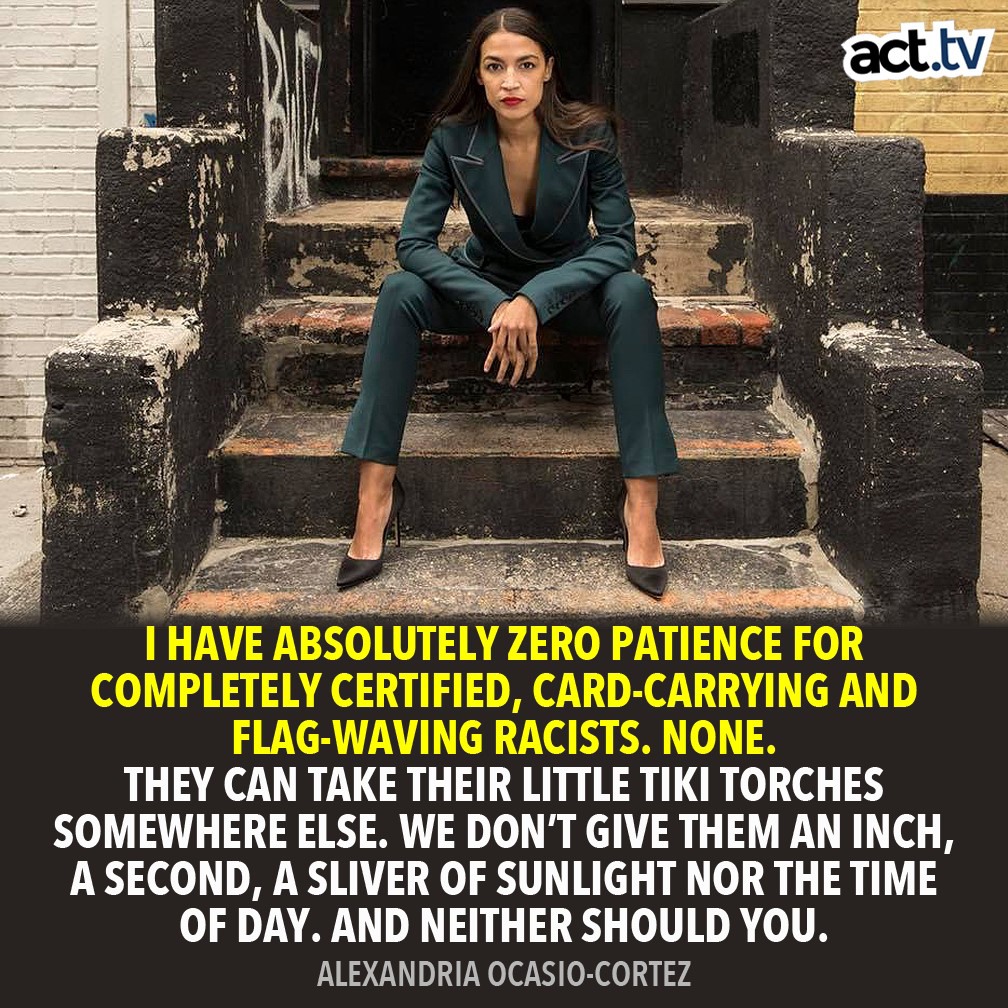 act.tv
I HAVE ABSOLUTELY ZERO PATIENCE FOR
COMPLETELY CERTIFIED, CARD-CARRYING AND
FLAG-WAVING RACISTS. NONE.
THEY CAN TAKE THEIR LITTLE TIKI TORCHES
SOMEWHERE ELSE. WE DON'T GIVE THEM AN INCH,
A SECOND, A SLIVER OF SUNLIGHT NOR THE TIME
OF DAY. AND NEITHER SHOULD YOU.
ALEXANDRIA OCASIO-CORTEZ